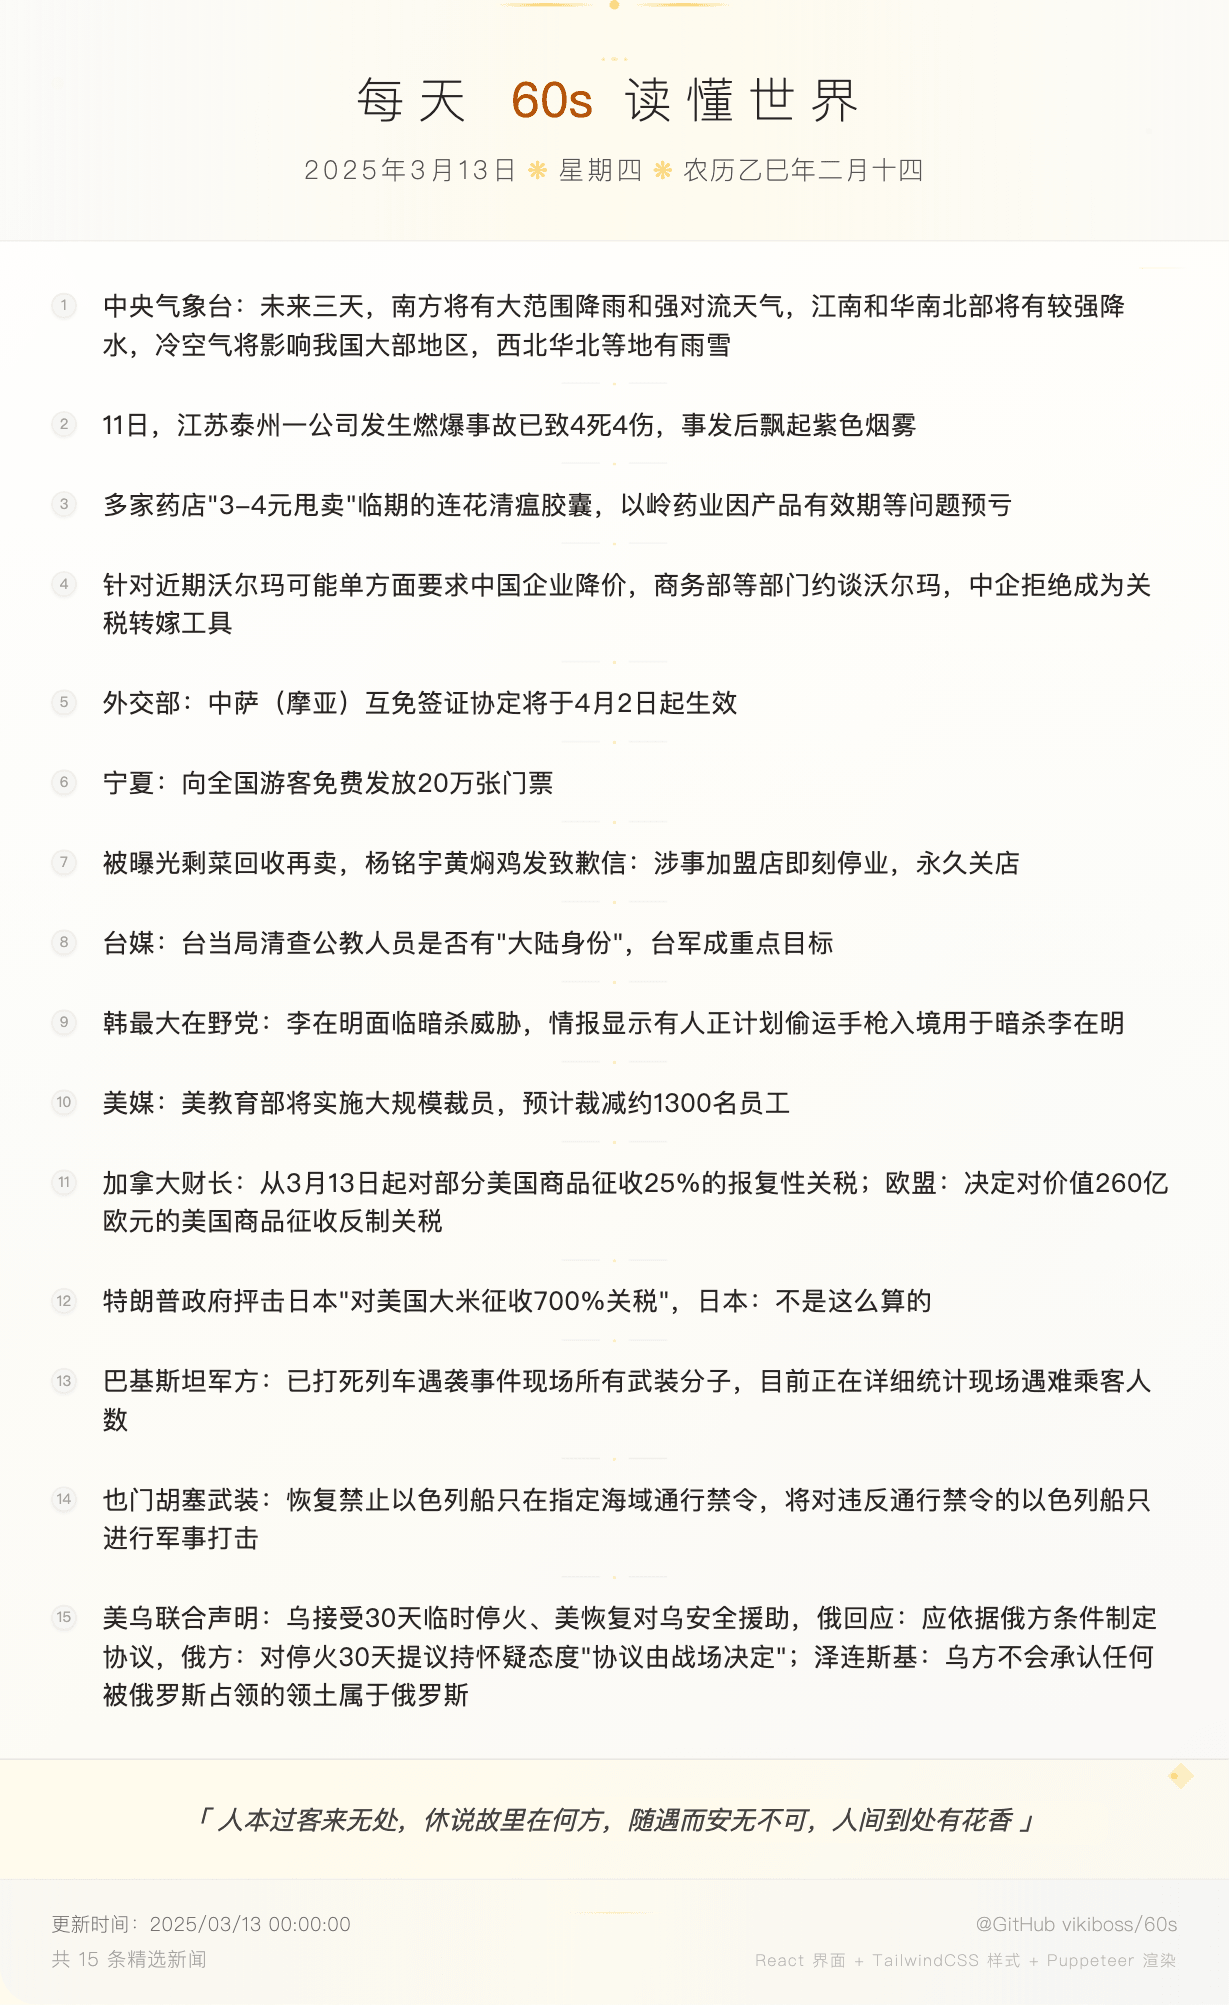 每天 60s 读懂世界
2025年3月13日 ❋ 星期四 ❋ 农历乙巳年二月十四
1 中央气象台：未来三天，南方将有大范围降雨和强对流天气，江南和华南北部将有较强降
水，冷空气将影响我国大部地区，西北华北等地有雨雪
2 11日，江苏泰州一公司发生燃爆事故已致4死4伤，事发后飘起紫色烟雾
3 多家药店"3-4元甩卖"临期的连花清瘟胶囊，以岭药业因产品有效期等问题预亏
4 针对近期沃尔玛可能单方面要求中国企业降价，商务部等部门约谈沃尔玛，中企拒绝成为关
税转嫁工具
5 外交部：中萨（摩亚）互免签证协定将于4月2日起生效
6 宁夏：向全国游客免费发放20万张门票
7 被曝光剩菜回收再卖，杨铭宇黄焖鸡发致歉信：涉事加盟店即刻停业，永久关店
8 台媒：台当局清查公教人员是否有"大陆身份"，台军成重点目标
9 韩最大在野党：李在明面临暗杀威胁，情报显示有人正计划偷运手枪入境用于暗杀李在明
10 美媒：美教育部将实施大规模裁员，预计裁减约1300名员工
11 加拿大财长：从3月13日起对部分美国商品征收25%的报复性关税；欧盟：决定对价值260亿
欧元的美国商品征收反制关税
12 特朗普政府抨击日本"对美国大米征收700%关税"，日本：不是这么算的
13 巴基斯坦军方：已打死列车遇袭事件现场所有武装分子，目前正在详细统计现场遇难乘客人
数
14 也门胡塞武装：恢复禁止以色列船只在指定海域通行禁令，将对违反通行禁令的以色列船只
进行军事打击
15 美乌联合声明：乌接受30天临时停火、美恢复对乌安全援助，俄回应：应依据俄方条件制定
协议，俄方：对停火30天提议持怀疑态度"协议由战场决定"；泽连斯基：乌方不会承认任何
被俄罗斯占领的领土属于俄罗斯
「 人本过客来无处，休说故里在何方，随遇而安无不可，人间到处有花香 」
更新时间：2025/03/13 00:00:00
@GitHub vikiboss/60s
共 15 条精选新闻
React 界面 + TailwindCSS 样式 + Puppeteer 渲染